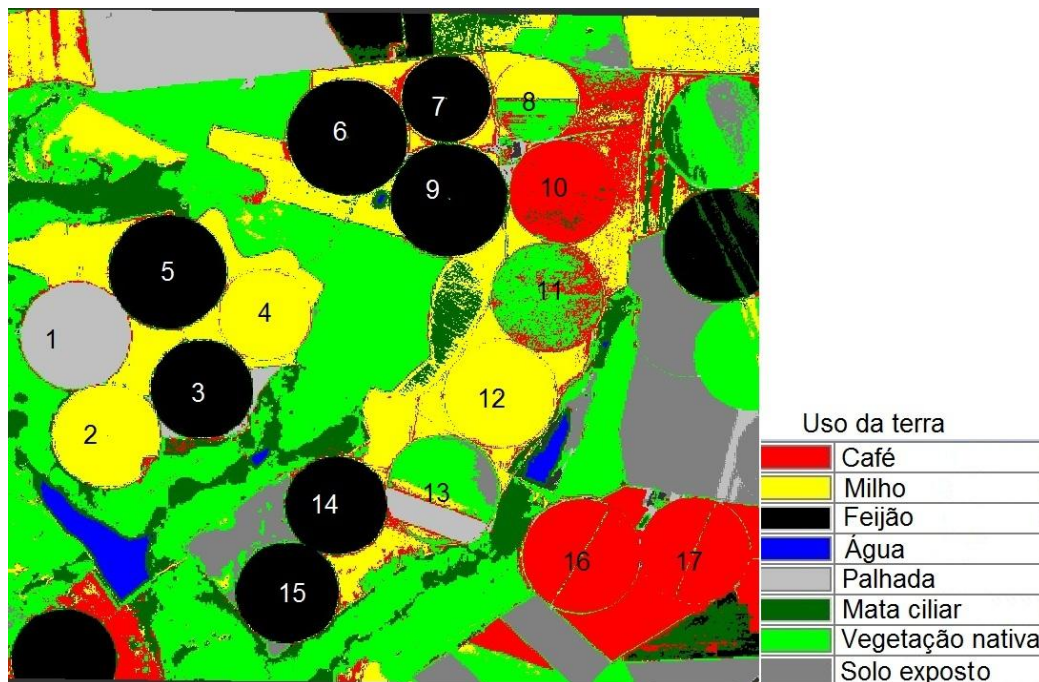 7
8
6
9
10
5
11
4
1
3
12
2
13
14
16
17
15
Uso da terra
Café
Milho
Feijão
Água
Palhada
Mata ciliar
Vegetação nativa
Solo exposto